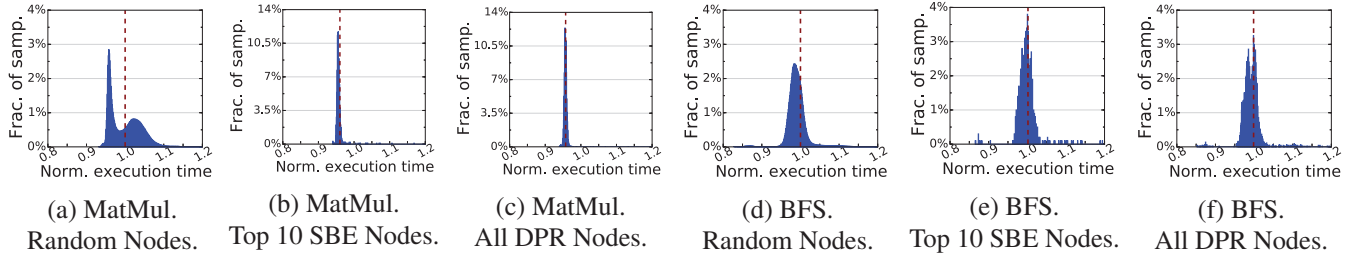 Frac. of samp.
4%
3%
2%
1%
0%
0.8
0.9
1.0
1.1
1.2
Norm. execution time
(a) MatMul.
Random Nodes.
Frac. of samp.
14%
10,5%
7%
3.5%
0%
0.8
0.9
1.0
1.1
1.2
Norm. execution time
(b) MatMul.
Top 10 SBE Nodes.
Frac. of samp.
14%
10.5%
7%
3.5%
0%
0.8
0.9
1.0
1.1
1.2
Norm. execution time
(c) MatMul.
All DPR Nodes.
Frac. of samp.
4%
3%
2%
1%
0%
0.8
0.9
1.0
1.1
1.2
Norm. execution time
(d) BFS.
Random Nodes.
Frac. of samp.
4%
3%
2%
1%
0%
0.8
0.9
1.0
1.1
1.2
Norm. execution time
(e) BFS.
Top 10 SBE Nodes.
Frac. of samp.
4%
3%
2%
1%
0%
0.8
0.9
1.0
1.1
1.2
Norm. execution time
(f) BFS.
All DPR Nodes.